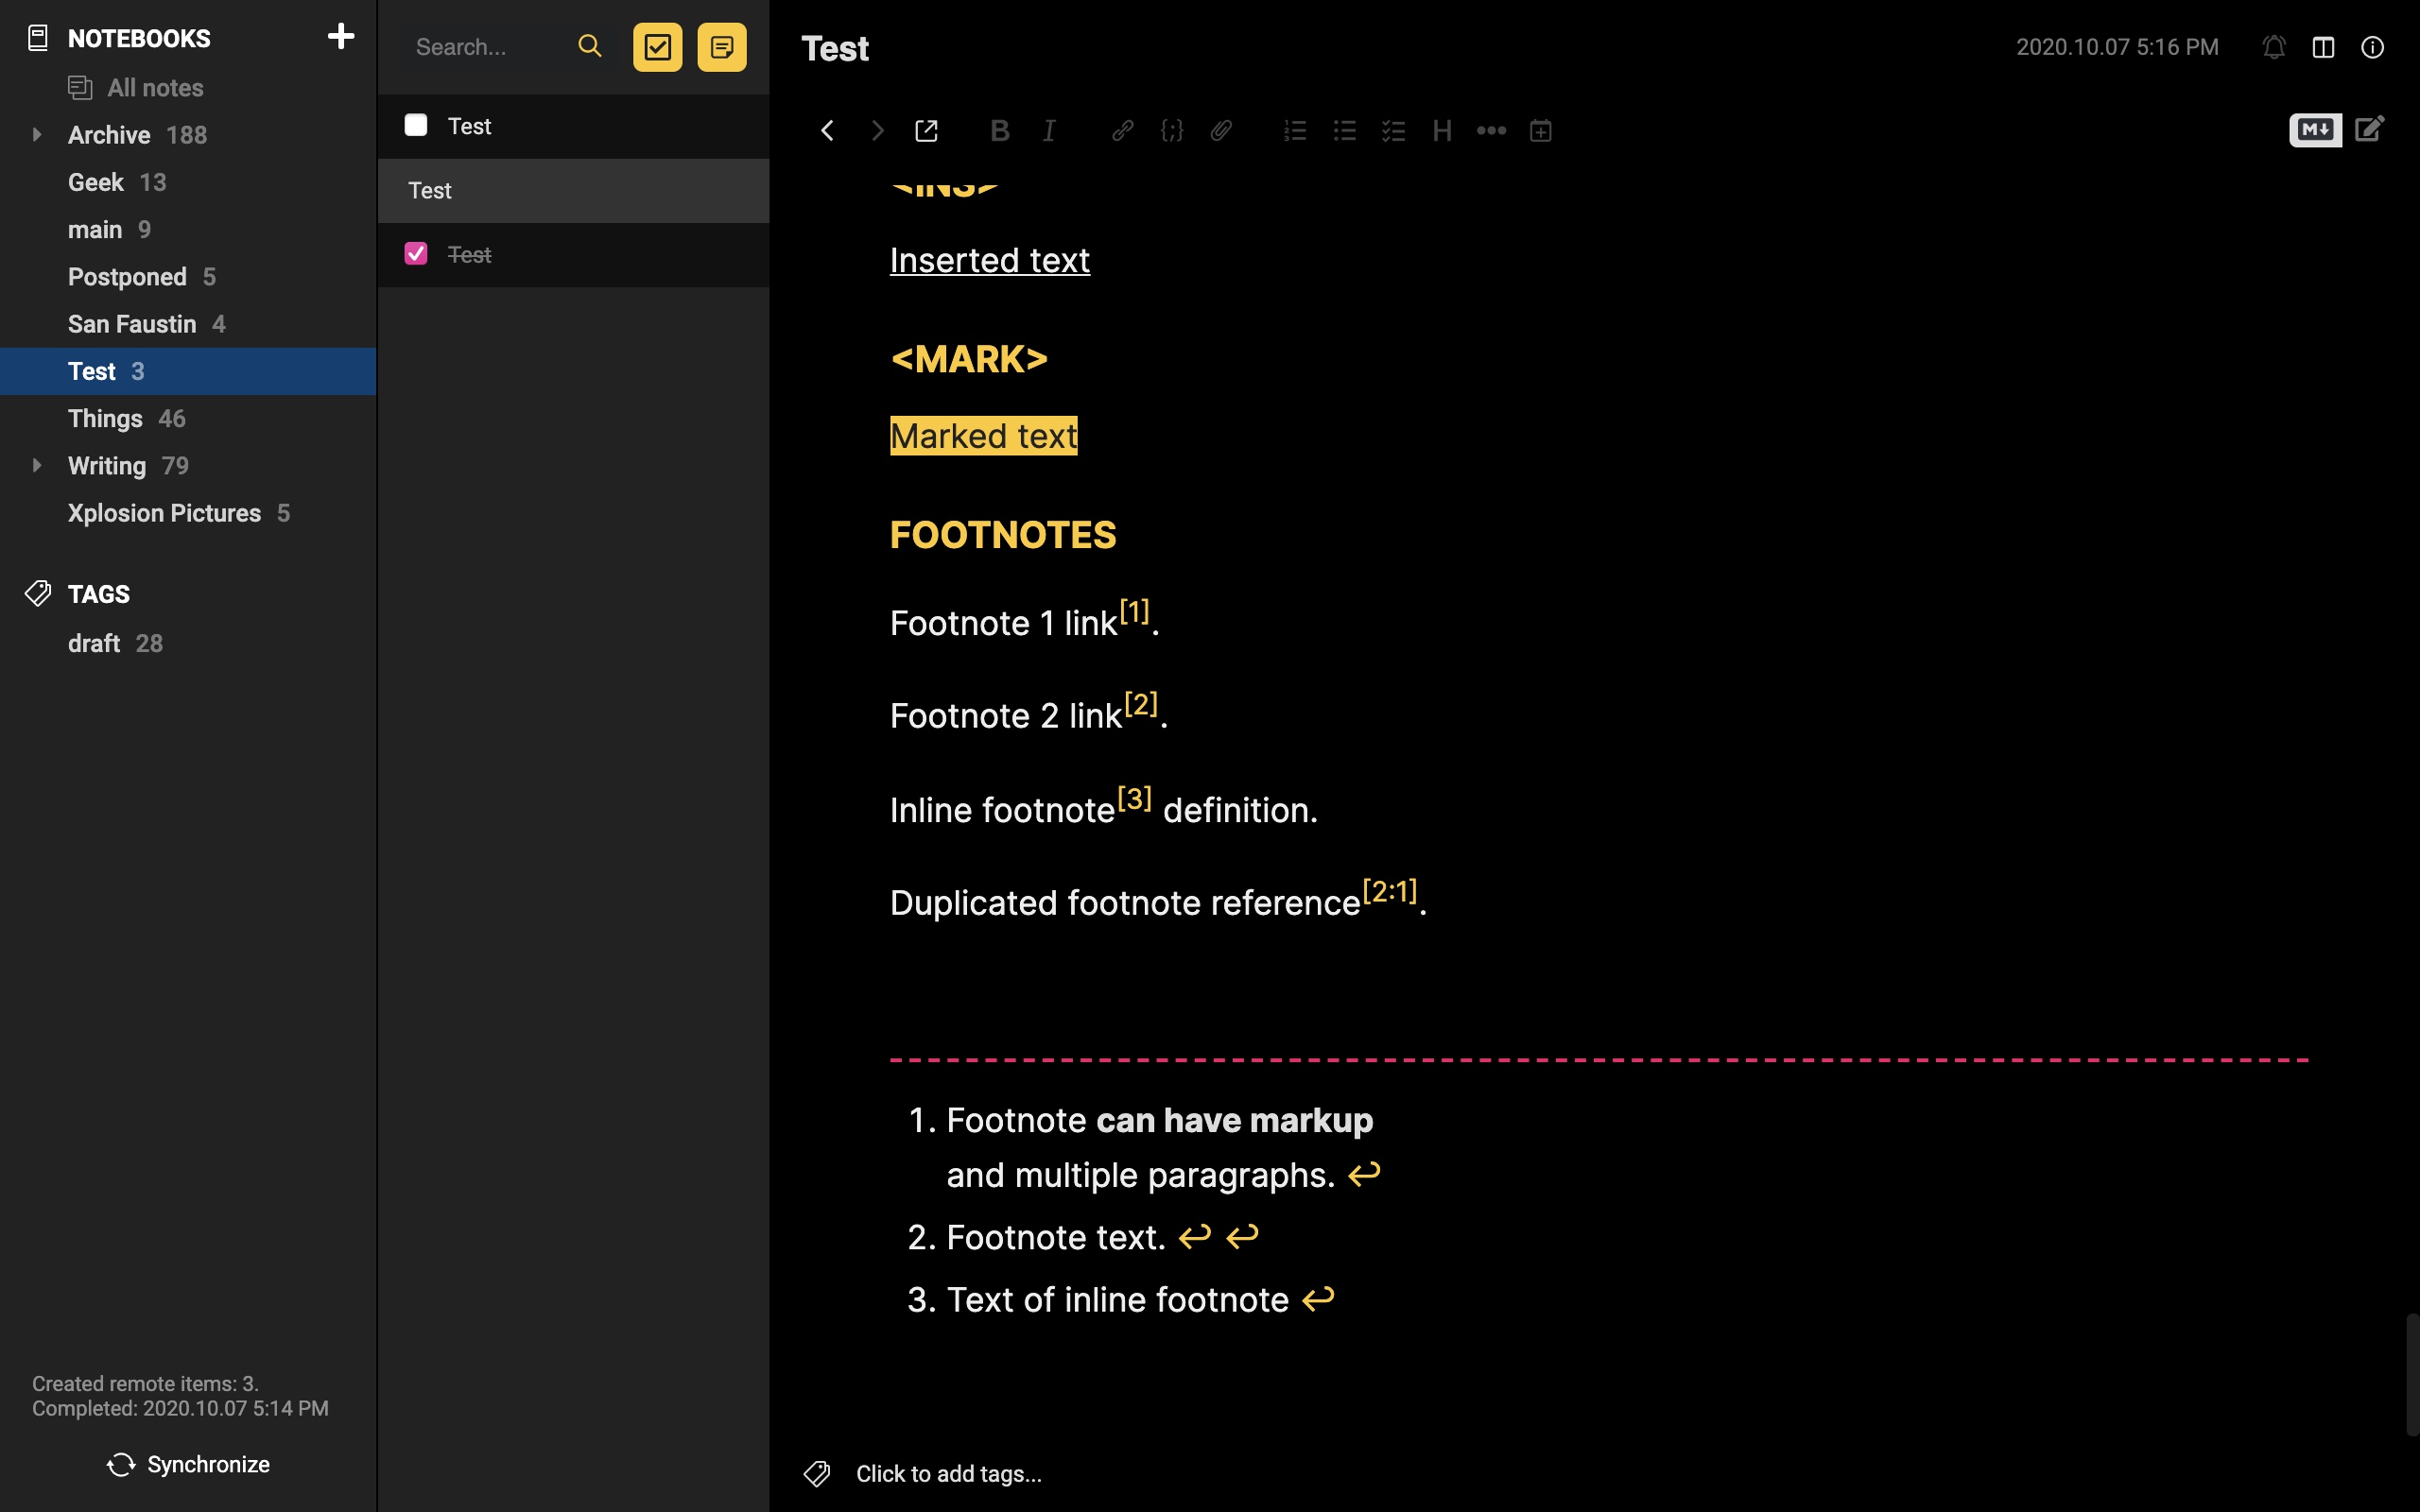 NOTEBOOKS
All notes
Archive 188
Geek 13
main 9
Postponed 5
San Faustin 4
Test 3
Things 46
Writing 79
Xplosion Pictures 5
TAGS
draft 28
Created remote items: 3.
Completed: 2020.10.07 5:14 PM
Synchronize
Search...
Test
Test
Test
Test
2020.10.07 5:16 PM
B I {;} H
M
<INS>
Inserted text
<MARK>
Marked text
FOOTNOTES
Footnote 1 link[1].
Footnote 2 link[2].
Inline footnote[3] definition.
Duplicated footnote reference[2:1].
1. Footnote can have markup
and multiple paragraphs. ↩
2. Footnote text. ↩ ↩
3. Text of inline footnote ↩
Click to add tags...